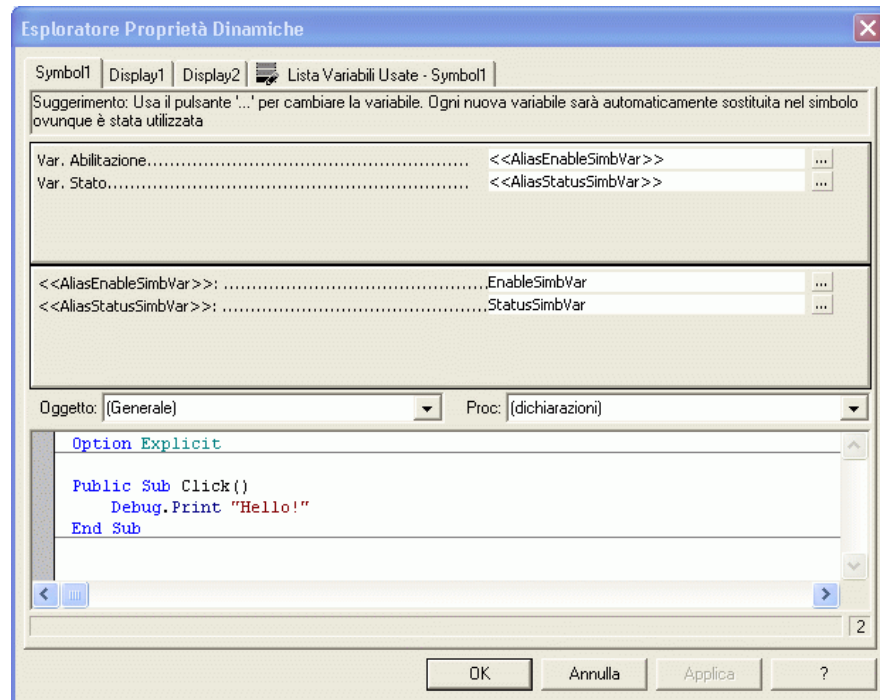 Esploratore Proprietà Dinamiche
Symbol1 Display1 Display2 Lista Variabili Usate - Symbol1
Suggerimento: Usa il pulsante '...' per cambiare la variabile. Ogni nuova variabile sarà automaticamente sostituita nel simbolo
ovunque è stata utilizzata
Var. Abilitazione.......................................................... <<AliasEnableSimbVar>> ...
Var. Stato................................................................. <<AliasStatusSimbVar>> ...
<<AliasEnableSimbVar>>: ...............................................EnableSimbVar ...
<<AliasStatusSimbVar>>: ...............................................StatusSimbVar ...
Oggetto: (Generale) Proc: (dichiarazioni)
Option Explicit
Public Sub Click()
Debug.Print "Hello!"
End Sub
2
OK Annulla Applica ?